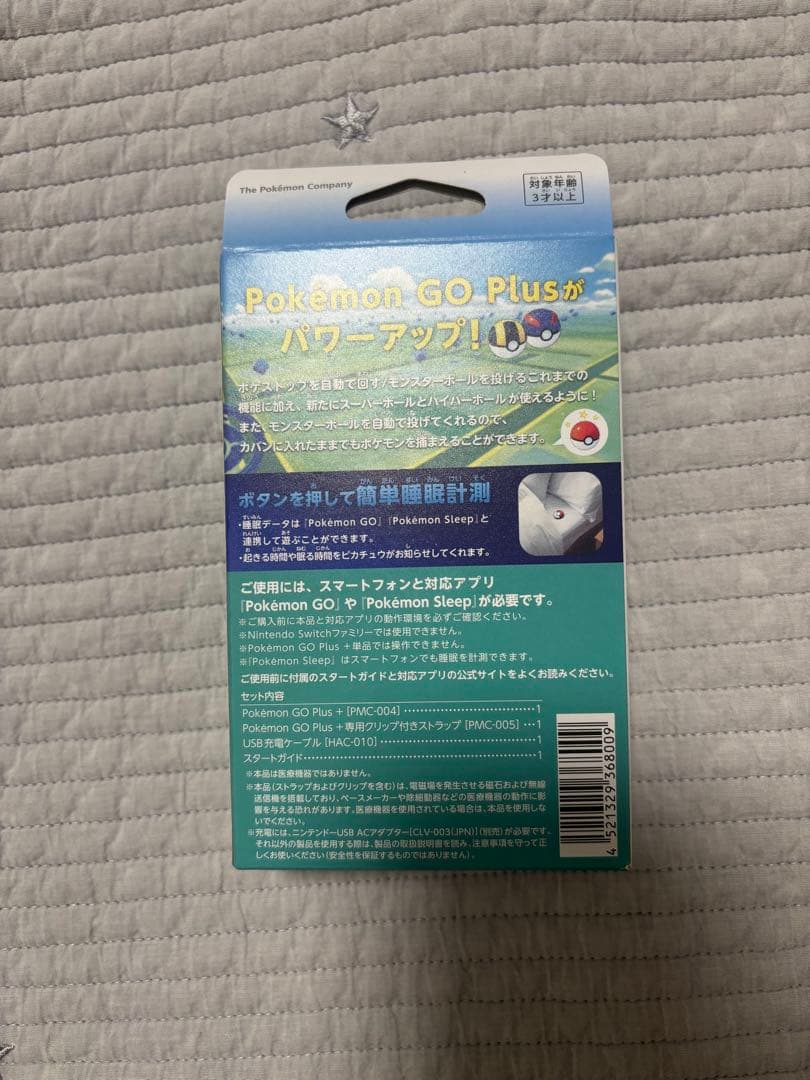 The Pokémon Company
対象年齢
3才以上
Pokémon GO Plusが
パワーアップ!
ポケストップを自動で回す/モンスターボールを投げるこれまでの
機能に加え、新たにスーパーボールとハイパーボールが使えるように!
また、モンスターボールを自動で投げてくれるので、
カバンに入れたままでもポケモンを捕まえることができます。
ボタンを押して簡単睡眠計測
・睡眠データは『Pokémon GO』『Pokémon Sleep』と
連携して遊ぶことができます。
・起きる時間や眠る時間をピカチュウがお知らせしてくれます。
ご使用には、スマートフォンと対応アプリ
『Pokémon GO』や『Pokémon Sleep』が必要です。
※ご購入前に本品と対応アプリの動作環境を必ずご確認ください。
※Nintendo Switchファミリーでは使用できません。
※Pokémon GO Plus +単品では操作できません。
※『Pokémon Sleep』はスマートフォンでも睡眠を計測できます。
ご使用前に付属のスタートガイドと対応アプリの公式サイトをよくお読みください。
セット内容
Pokémon GO Plus + [PMC-004] ……………………………1
Pokémon GO Plus +専用クリップ付きストラップ [PMC-005] …1
USB充電ケーブル [HAC-010] ……………………………1
スタートガイド……………………………………………1
※本品は医療機器ではありません。
※本品(ストラップおよびクリップを含む)は、電磁場を発生させる磁石および無線
送信機を搭載しており、ペースメーカーや除細動器などの医療機器の動作に影
響を与える恐れがあります。医療機器を使用されている場合は、本品を使用しな
いでください。
※充電には、ニンテンドーUSB ACアダプター[CLV-003(JPN)](別売)が必要です。
それ以外の製品を使用する際は、製品の取扱説明書を読み、注意事項を守って正
しくお使いください(安全性を保証するものではありません)。
4 521329 368009